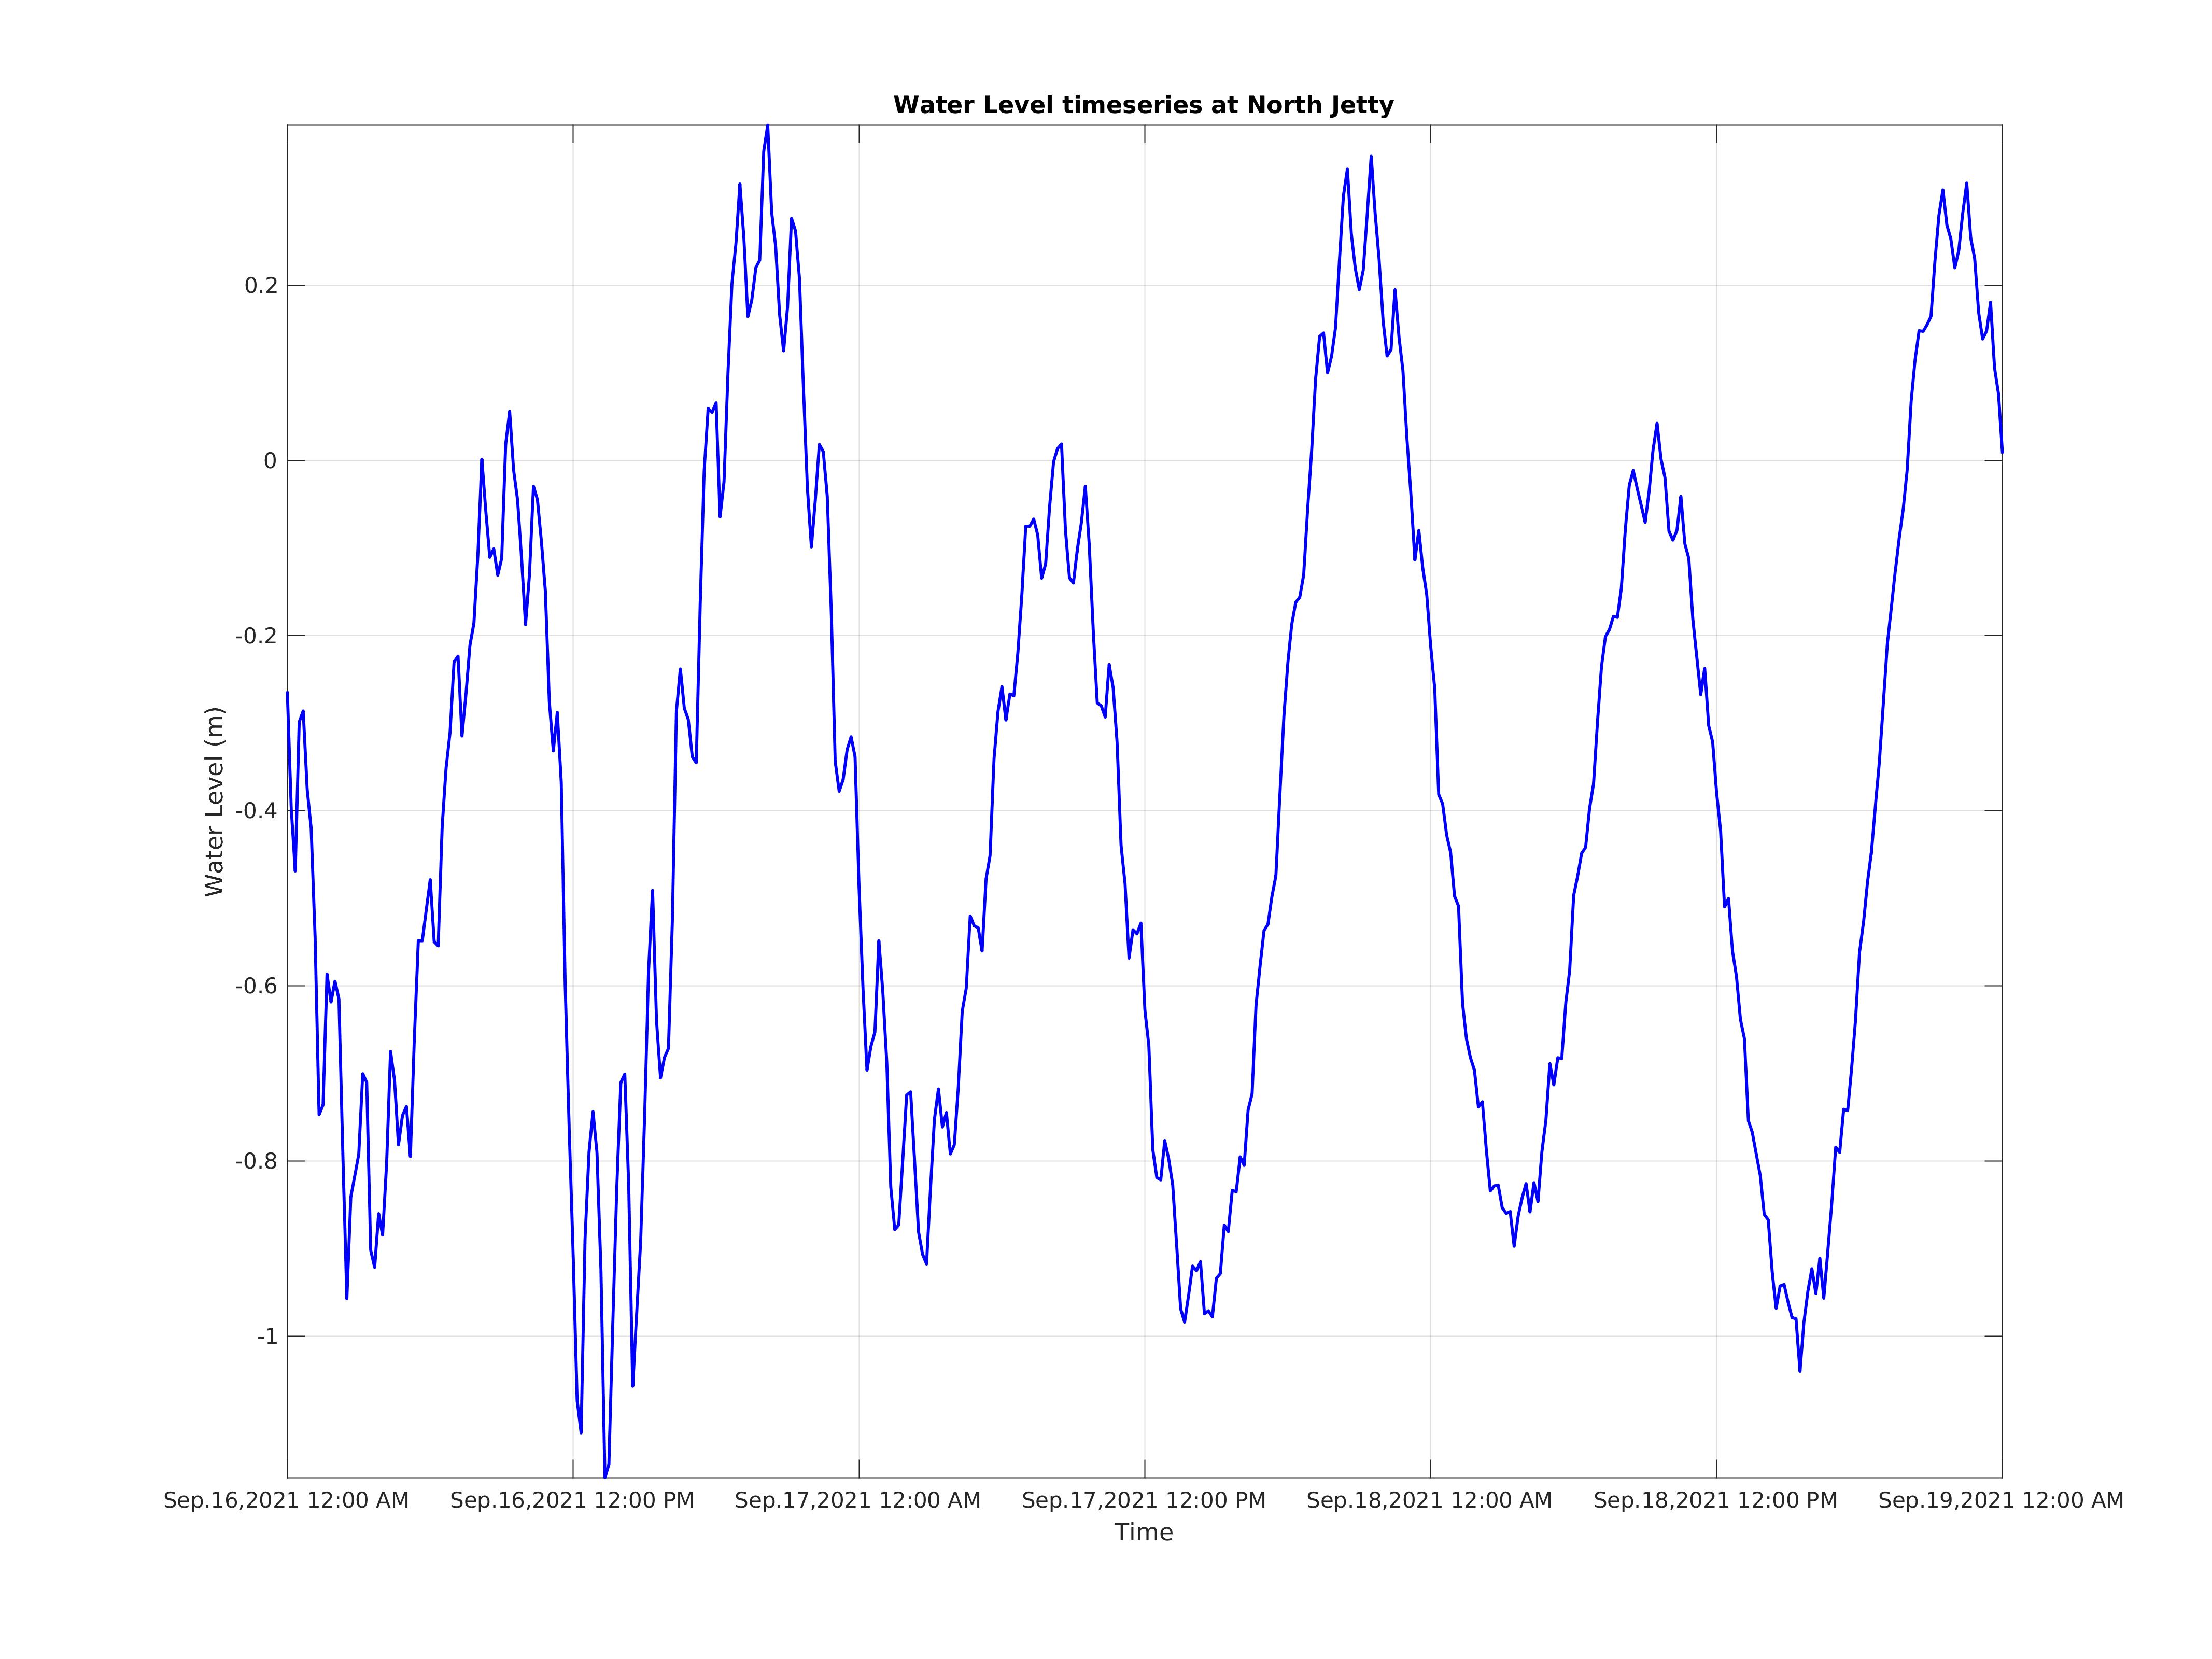 Water Level timeseries at North Jetty
0.2
0
-0.2
-0.4
-0.6
-0.8
-1
Water Level (m)
Sep.16,2021 12:00 AM Sep.16,2021 12:00 PM Sep.17,2021 12:00 AM Sep.17,2021 12:00 PM Sep.18,2021 12:00 AM Sep.18,2021 12:00 PM Sep.19,2021 12:00 AM
Time